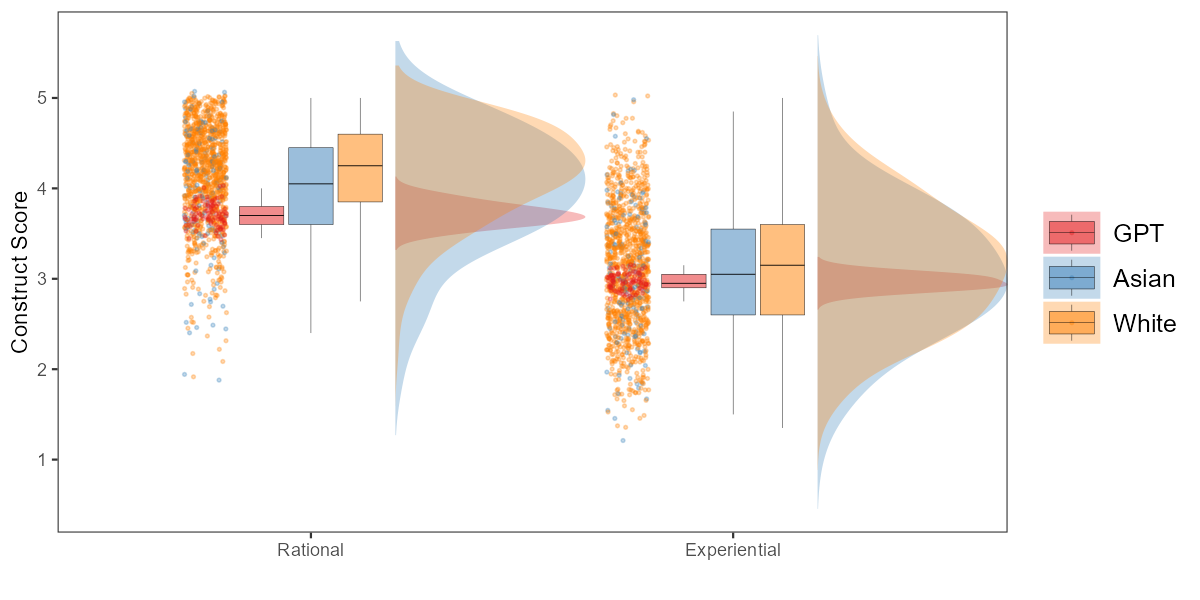 Construct Score
5
4
3
2
1
Rational
Experiential
GPT
Asian
White